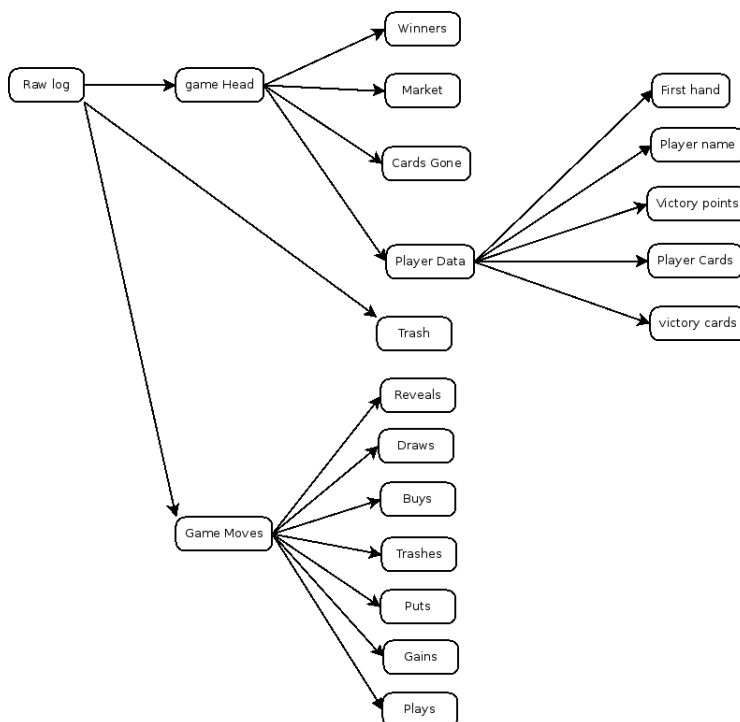 Winners
Raw log
game Head
Market
First hand
Player name
Cards Gone
Victory points
Player Data
Player Cards
Trash
victory cards
Reveals
Draws
Buys
Game Moves
Trashes
Puts
Gains
Plays